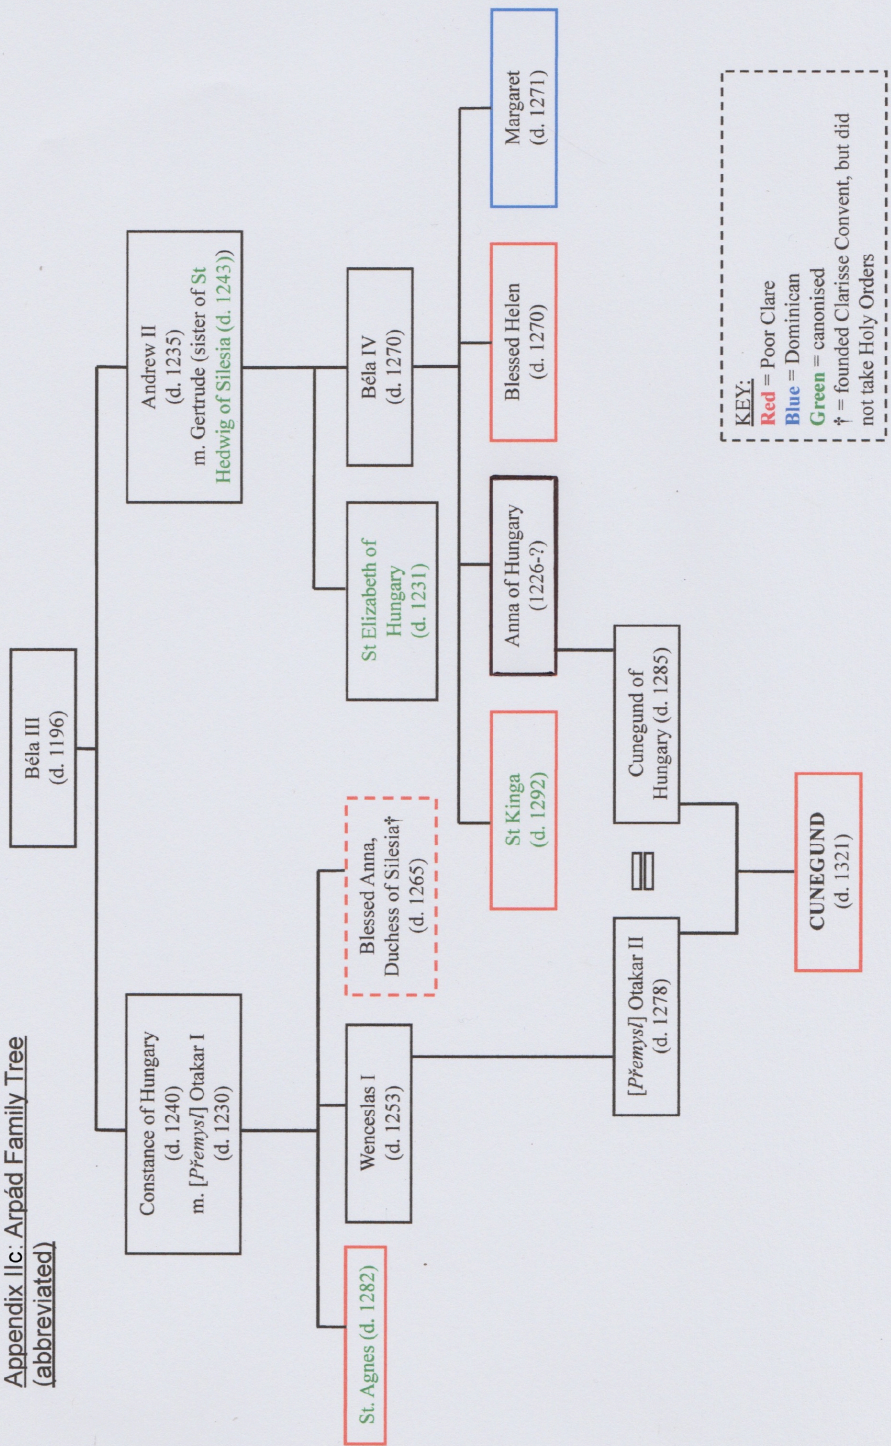 Appendix IIc: Arpád Family Tree
(abbreviated)
Béla III
(d. 1196)
Constance of Hungary
(d. 1240)
m. [Přemysl] Otakar I
(d. 1230)
Andrew II
(d. 1235)
m. Gertrude (sister of St
Hedwig of Silesia (d. 1243))
St. Agnes (d. 1282)
Wenceslas I
(d. 1253)
Blessed Anna,
Duchess of Silesia†
(d. 1265)
St Elizabeth of
Hungary
(d. 1231)
Béla IV
(d. 1270)
St Kinga
(d. 1292)
Anna of Hungary
(1226-?)
Blessed Helen
(d. 1270)
Margaret
(d. 1271)
[Přemysl] Otakar II
(d. 1278)
Cunegund of
Hungary (d. 1285)
CUNEGUND
(d. 1321)
KEY:
Red = Poor Clare
Blue = Dominican
Green = canonised
† = founded Clarisse Convent, but did
not take Holy Orders